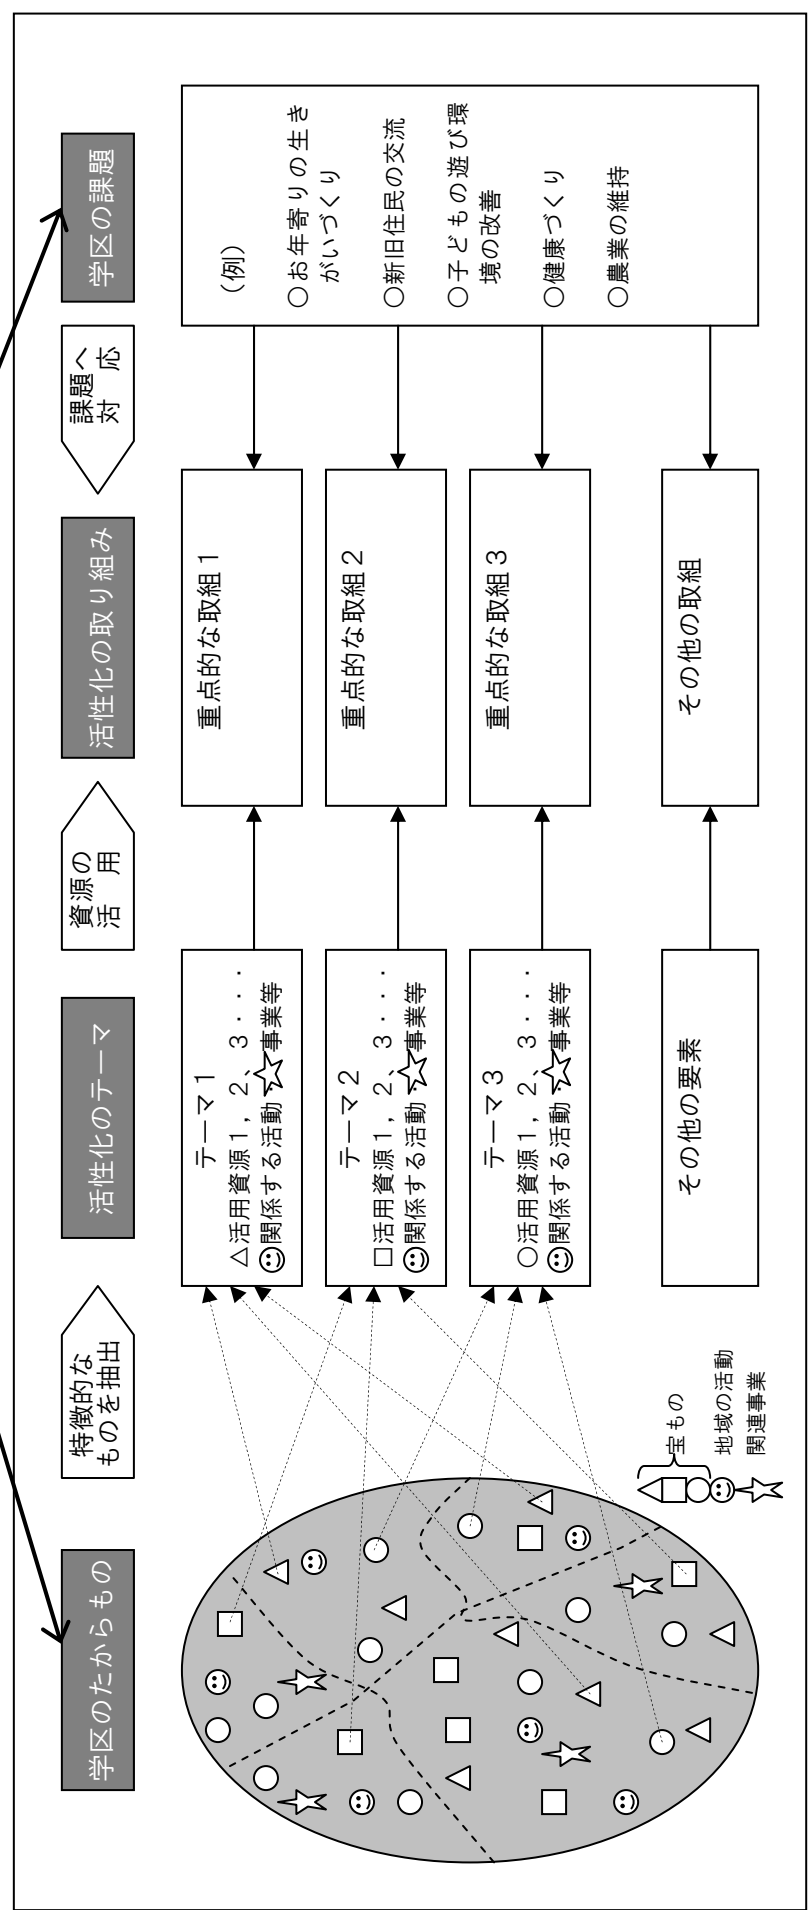 学区のたからもの
特徴的な
ものを抽出
活性化のテーマ
資源の
活　用
活性化の取り組み
課題へ
対　応
学区の課題
テーマ１
△活用資源１，２、３・・・
関係する活動・☆事業等
テーマ２
□活用資源１，２、３・・・
関係する活動・☆事業等
テーマ３
○活用資源１，２、３・・・
関係する活動・☆事業等
その他の要素
重点的な取組１
重点的な取組２
重点的な取組３
その他の取組
（例）
○お年寄りの生き
がいづくり
○新旧住民の交流
○子どもの遊び環
境の改善
○健康づくり
○農業の維持
宝もの
地域の活動
関連事業